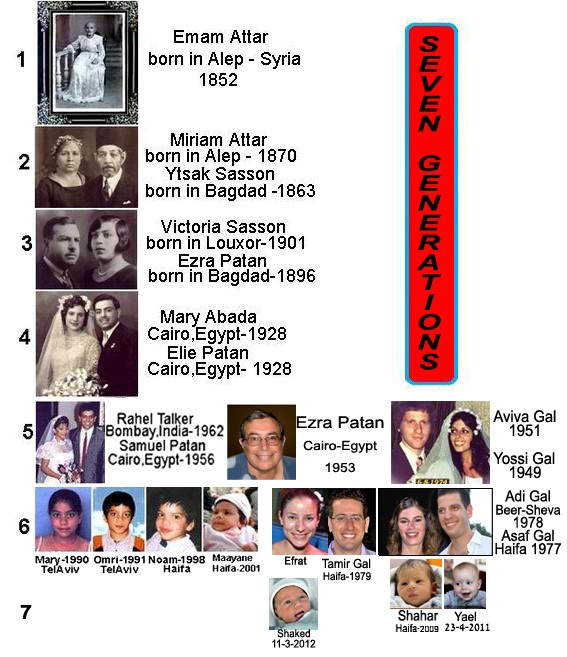 SEVEN GENERATIONS
1
Emam Attar
born in Alep - Syria
1852
2
Miriam Attar
born in Alep - 1870
Ytsak Sasson
born in Bagdad -1863
3
Victoria Sasson
born in Louxor-1901
Ezra Patan
born in Bagdad-1896
4
Mary Abada
Cairo,Egypt-1928
Elie Patan
Cairo,Egypt- 1928
5
Rahel Talker
Bombay,India-1962
Samuel Patan
Cairo,Egypt-1956
Ezra Patan
Cairo-Egypt
1953
6.6.1974
Aviva Gal
1951
Yossi Gal
1949
6
Mary-1990
TelAviv
Omri-1991
TelAviv
Noam-1998
Haifa
Maayane
Haifa-2001
Efrat
Tamir Gal
Haifa-1979
Adi Gal
Beer-Sheva
1978
Asaf Gal
Haifa 1977
7
Shaked
11-3-2012
Shahar
Haifa-2009
Yael
23-4-2011